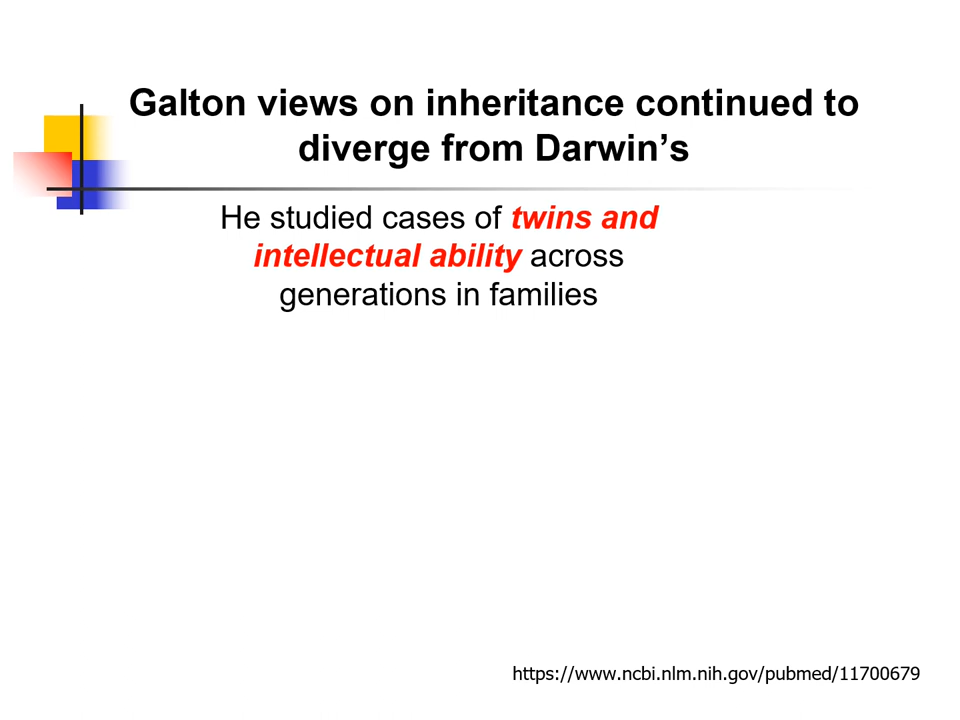 Galton views on inheritance continued to
diverge from Darwin’s
He studied cases of twins and
intellectual ability across
generations in families
https://www.ncbi.nlm.nih.gov/pubmed/11700679